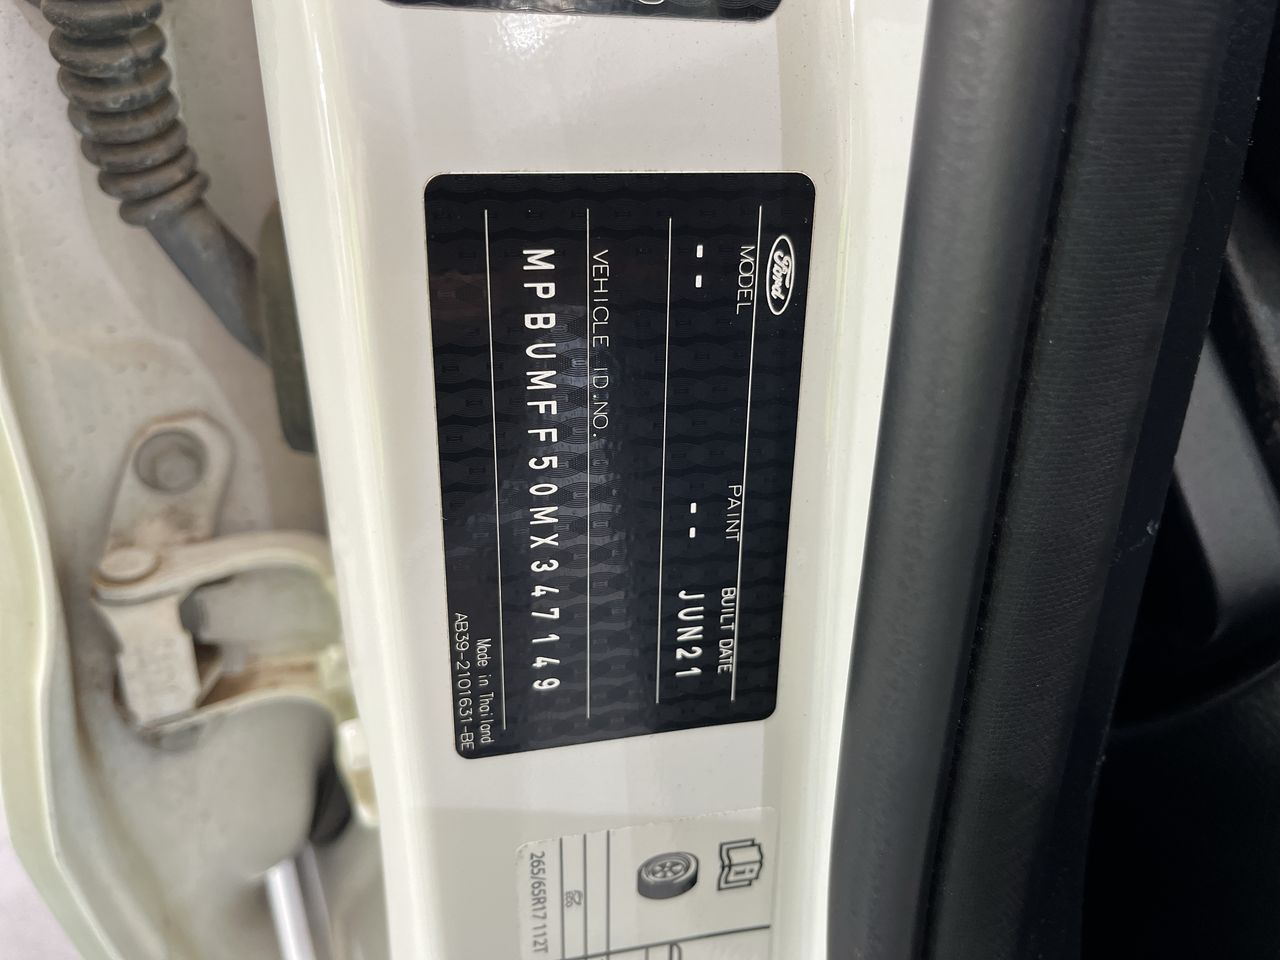 Ford
MODEL PAINT BUILT DATE
-- -- JUN21
VEHICLE ID.NO.
MPBUMFF50MX347149
Made in Thailand
AB39-2101631-BE
265/65R17 112T